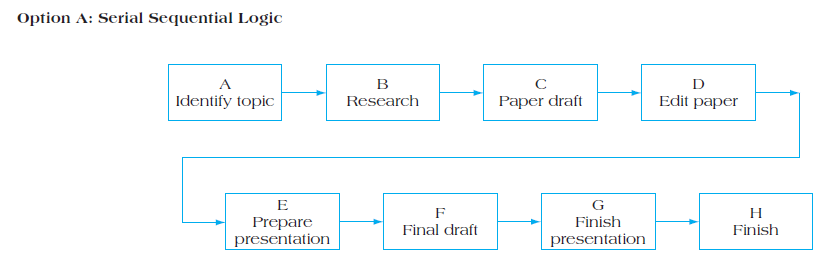 Option A: Serial Sequential Logic
A
Identify topic
B
Research
C
Paper draft
D
Edit paper
E
Prepare
presentation
F
Final draft
G
Finish
presentation
H
Finish